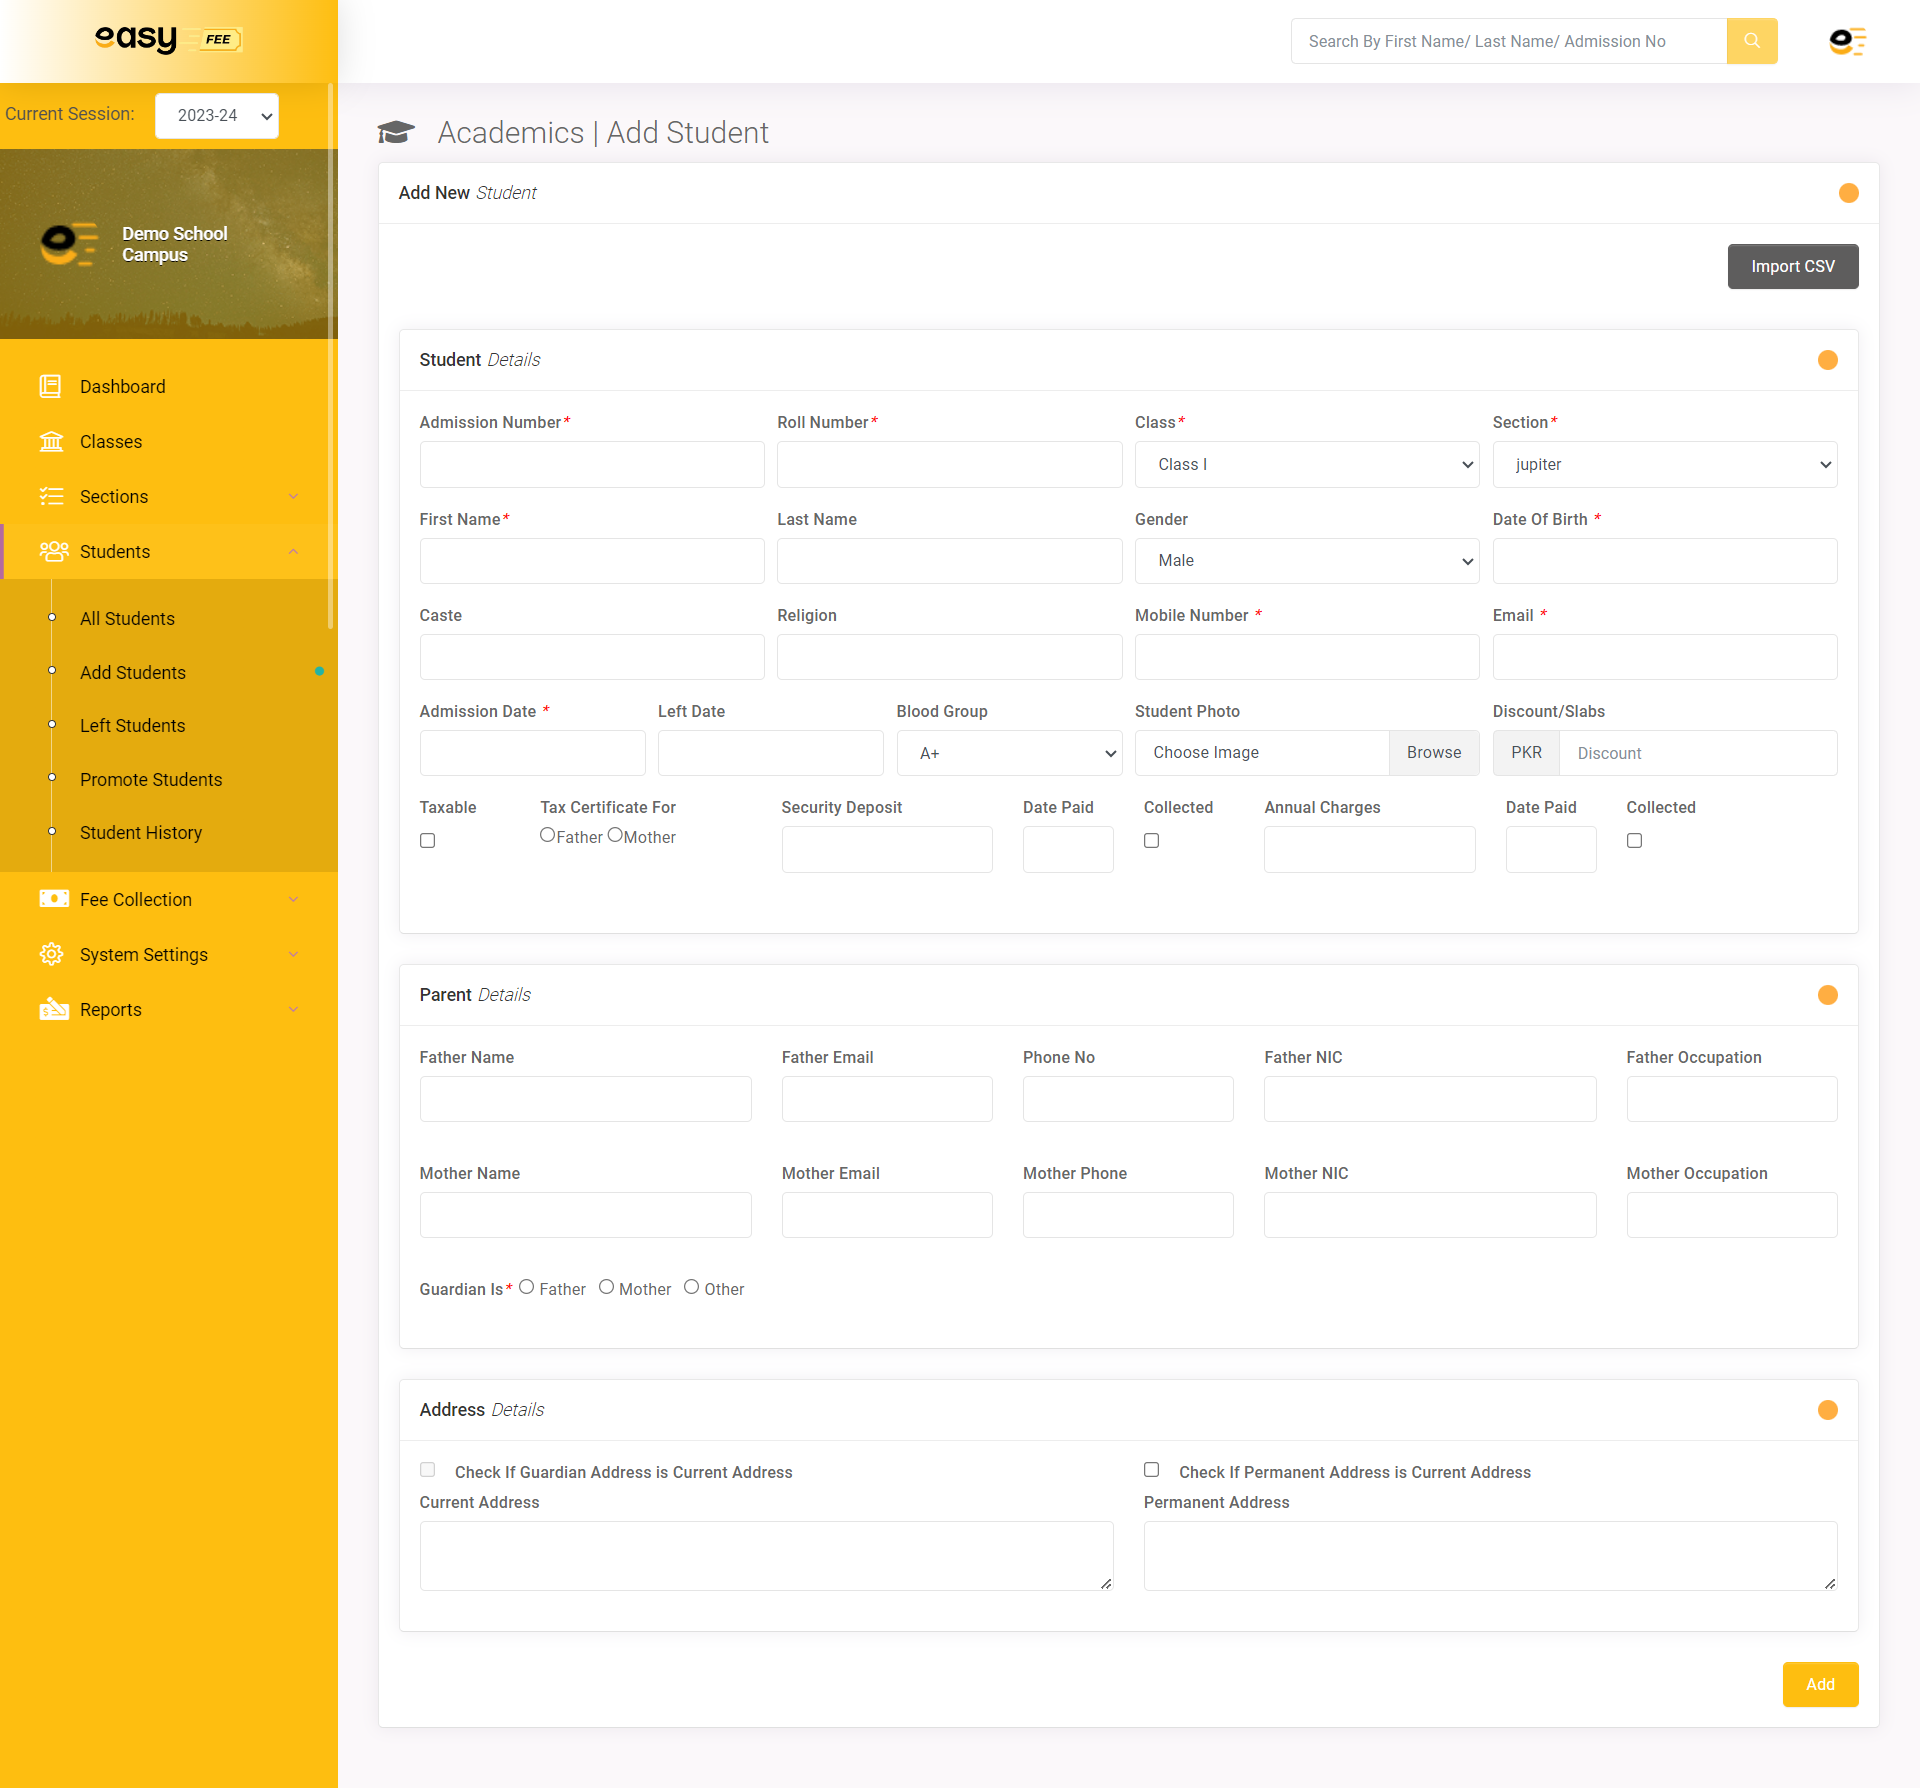 easy FEE
Search By First Name/ Last Name/ Admission No
Current Session: 2023-24
Demo School
Campus
Dashboard
Classes
Sections
Students
All Students
Add Students
Left Students
Promote Students
Student History
Fee Collection
System Settings
Reports
Academics | Add Student
Add New Student
Import CSV
Student Details
Admission Number* Roll Number* Class* Section*
Class I jupiter
First Name* Last Name Gender Date Of Birth *
Male
Caste Religion Mobile Number * Email *
Admission Date * Left Date Blood Group Student Photo Discount/Slabs
A+ Choose Image Browse PKR Discount
Taxable Tax Certificate For Security Deposit Date Paid Collected Annual Charges Date Paid Collected
Father Mother
Parent Details
Father Name Father Email Phone No Father NIC Father Occupation
Mother Name Mother Email Mother Phone Mother NIC Mother Occupation
Guardian Is* Father Mother Other
Address Details
Check If Guardian Address is Current Address Check If Permanent Address is Current Address
Current Address Permanent Address
Add